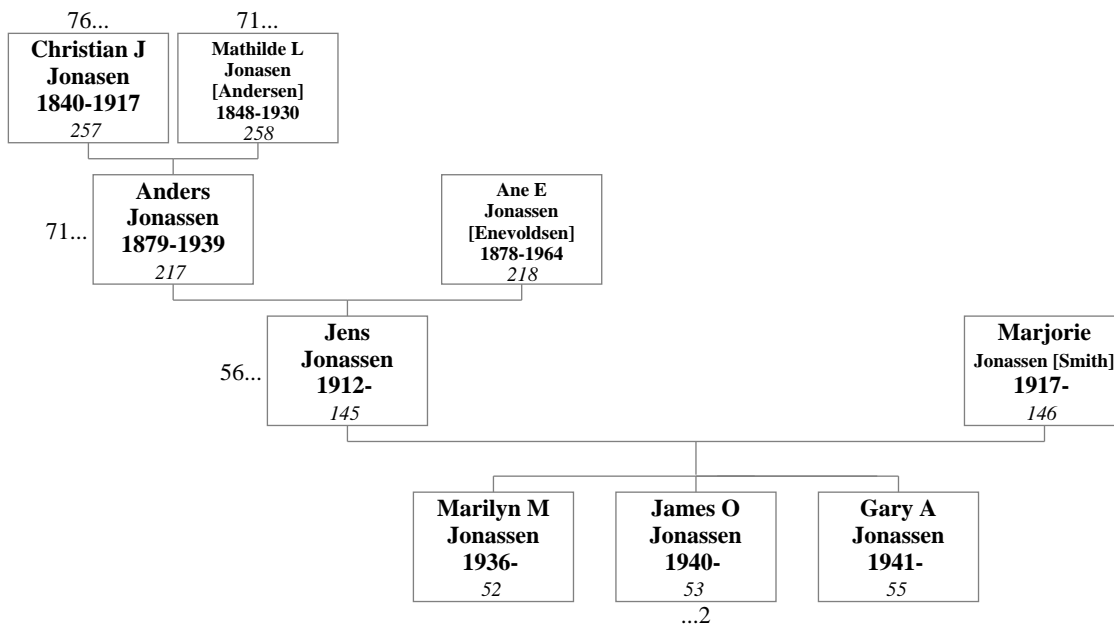 76...
Christian J
Jonasen
1840-1917
257
71...
Mathilde L
Jonasen
[Andersen]
1848-1930
258
71...
Anders
Jonassen
1879-1939
217
Ane E
Jonassen
[Enevoldsen]
1878-1964
218
56...
Jens
Jonassen
1912-
145
Marjorie
Jonassen [Smith]
1917-
146
Marilyn M
Jonassen
1936-
52
James O
Jonassen
1940-
53
...2
Gary A
Jonassen
1941-
55